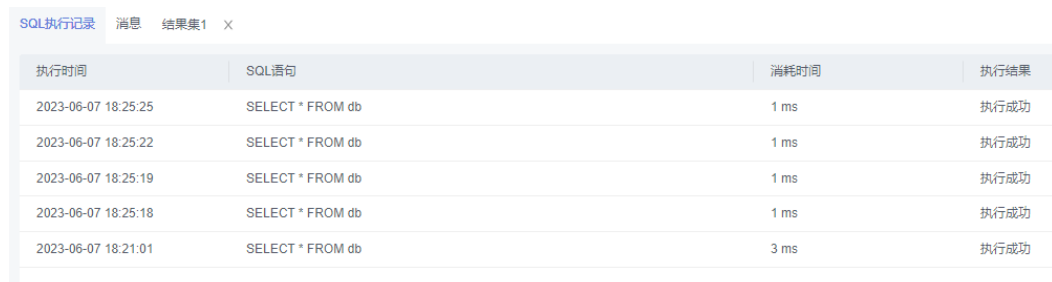 SQL执行记录 消息 结果集1 ×
执行时间 SQL语句 消耗时间 执行结果
2023-06-07 18:25:25 SELECT * FROM db 1 ms 执行成功
2023-06-07 18:25:22 SELECT * FROM db 1 ms 执行成功
2023-06-07 18:25:19 SELECT * FROM db 1 ms 执行成功
2023-06-07 18:25:18 SELECT * FROM db 1 ms 执行成功
2023-06-07 18:21:01 SELECT * FROM db 3 ms 执行成功